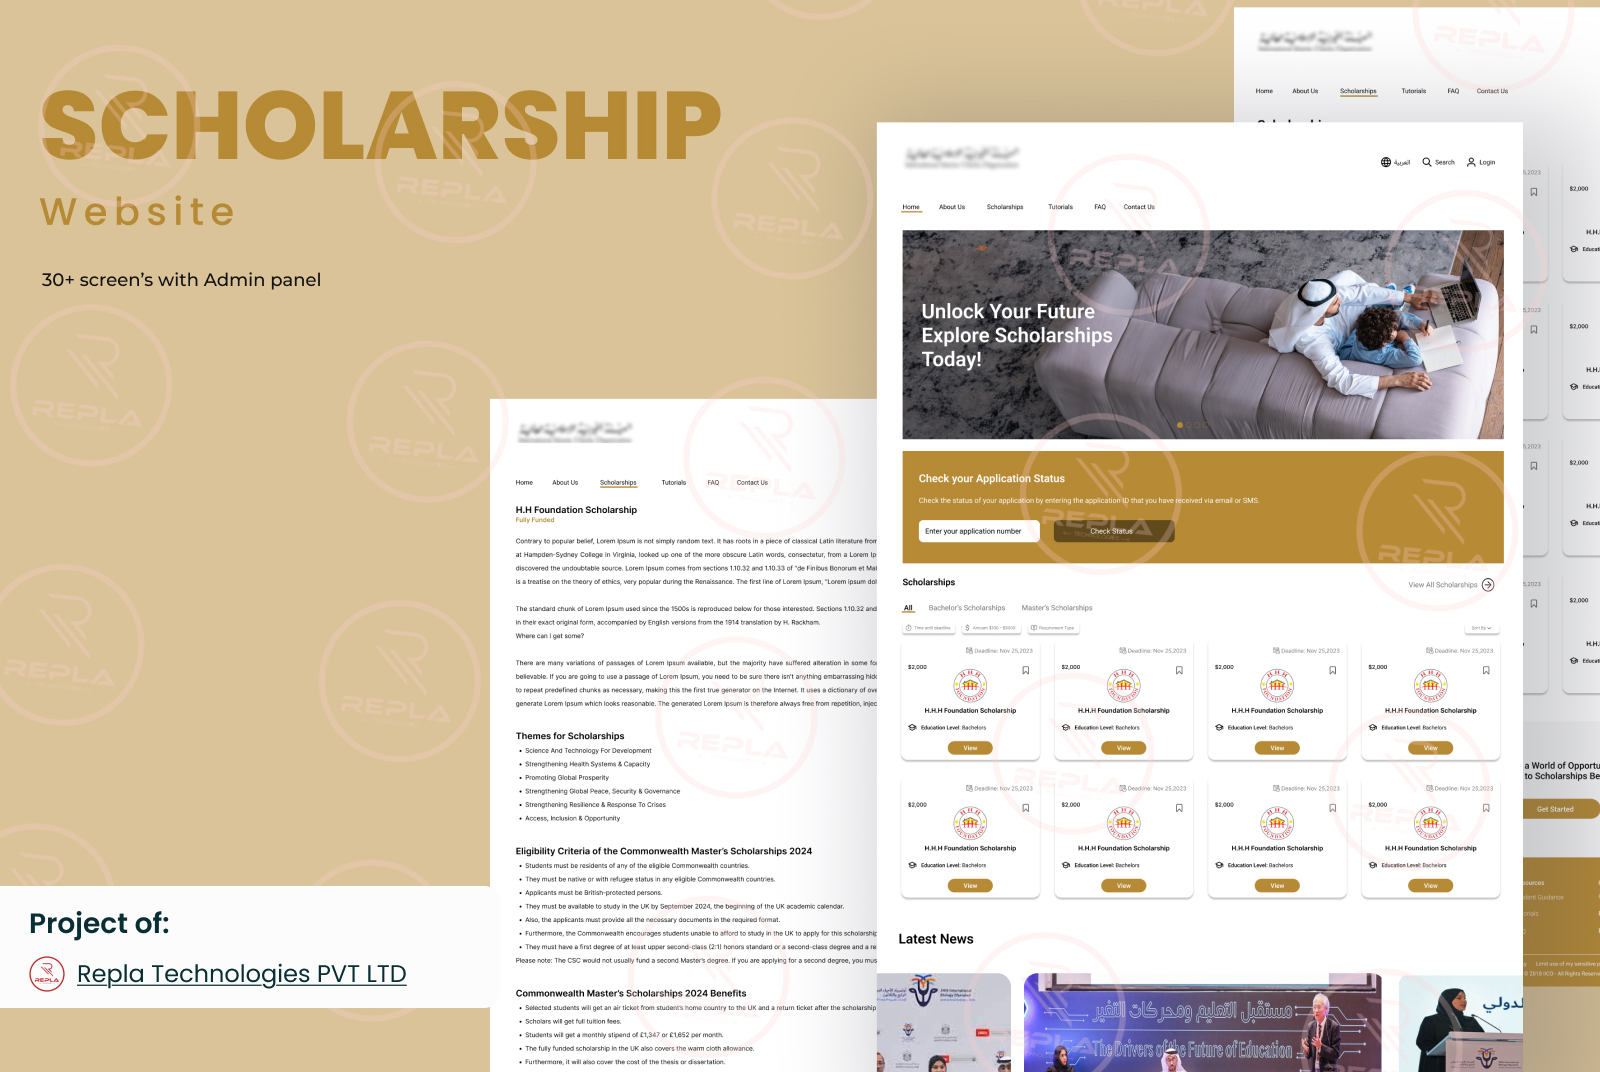 SCHOLARSHIP
Website
30+ screen's with Admin panel
Project of:
REPLA
Repla Technologies PVT LTD
Home About Us Scholarships Tutorials FAQ Contact Us
H.H Foundation Scholarship
Fully Funded
Contrary to popular belief, Lorem Ipsum is not simply random text. It has roots in a piece of classical Latin literature from
at Hampden-Sydney College in Virginia, looked up one of the more obscure Latin words, consectetur, from a Lorem Ip
discovered the undoubtable source. Lorem Ipsum comes from sections 1.10.32 and 1.10.33 of "de Finibus Bonorum et Mal
is a treatise on the theory of ethics, very popular during the Renaissance. The first line of Lorem Ipsum, "Lorem ipsum dol
The standard chunk of Lorem Ipsum used since the 1500s is reproduced below for those interested. Sections 1.10.32 and
in their exact original form, accompanied by English versions from the 1914 translation by H. Rackham.
Where can I get some?
There are many variations of passages of Lorem Ipsum available, but the majority have suffered alteration in some for
believable. If you are going to use a passage of Lorem Ipsum, you need to be sure there isn't anything embarrassing hidd
to repeat predefined chunks as necessary, making this the first true generator on the Internet. It uses a dictionary of ove
generate Lorem Ipsum which looks reasonable. The generated Lorem Ipsum is therefore always free from repetition, injec
Themes for Scholarships
• Science And Technology For Development
• Strengthening Health Systems & Capacity
• Promoting Global Prosperity
• Strengthening Global Peace, Security & Governance
• Strengthening Resilience & Response To Crises
• Access, Inclusion & Opportunity
Eligibility Criteria of the Commonwealth Master's Scholarships 2024
• Students must be residents of any of the eligible Commonwealth countries.
• They must be native or with refugee status in any eligible Commonwealth countries.
• Applicants must be British-protected persons.
• They must be available to study in the UK by September 2024, the beginning of the UK academic calendar.
• Also, the applicants must provide all the necessary documents in the required format.
• Furthermore, the Commonwealth encourages students unable to afford to study in the UK to apply for this scholarship
• They must have a first degree of at least upper second-class (2:1) honors standard or a second-class degree and a re
Please note: The CSC would not usually fund a second Master's degree. If you are applying for a second degree, you mus
Commonwealth Master's Scholarships 2024 Benefits
• Selected students will get an air ticket from student's home country to the UK and a return ticket after the scholarship
• Scholars will get full tuition fees.
• Students will get a monthly stipend of £1,347 or £1,652 per month.
• The fully funded scholarship in the UK also covers the warm cloth allowance.
• Furthermore, it will also cover the cost of the thesis or dissertation.
العربية Search Login
Home About Us Scholarships Tutorials FAQ Contact Us
Unlock Your Future
Explore Scholarships
Today!
Check your Application Status
Check the status of your application by entering the application ID that you have received via email or SMS.
Enter your application number Check Status
Scholarships
View All Scholarships
All Bachelor's Scholarships Master's Scholarships
Time until deadline Amount $100 - $5000 Requirement Type Sort By
Deadline: Nov 25,2023 Deadline: Nov 25,2023 Deadline: Nov 25,2023 Deadline: Nov 25,2023
$2,000 $2,000 $2,000 $2,000
H.H.H Foundation Scholarship H.H.H Foundation Scholarship H.H.H Foundation Scholarship H.H.H Foundation Scholarship
Education Level: Bachelors Education Level: Bachelors Education Level: Bachelors Education Level: Bachelors
View View View View
Deadline: Nov 25,2023 Deadline: Nov 25,2023 Deadline: Nov 25,2023 Deadline: Nov 25,2023
$2,000 $2,000 $2,000 $2,000
H.H.H Foundation Scholarship H.H.H Foundation Scholarship H.H.H Foundation Scholarship H.H.H Foundation Scholarship
Education Level: Bachelors Education Level: Bachelors Education Level: Bachelors Education Level: Bachelors
View View View View
Latest News
مستقبل التعليم ومحركات التغير
The Drivers of the Future of Education
Home About Us Scholarships Tutorials FAQ Contact Us
$2,000
H.H.
Educati
$2,000
H.H.
Educati
$2,000
H.H.
Educati
$2,000
H.H.
Educati
a World of Opportu
to Scholarships Be
Get Started